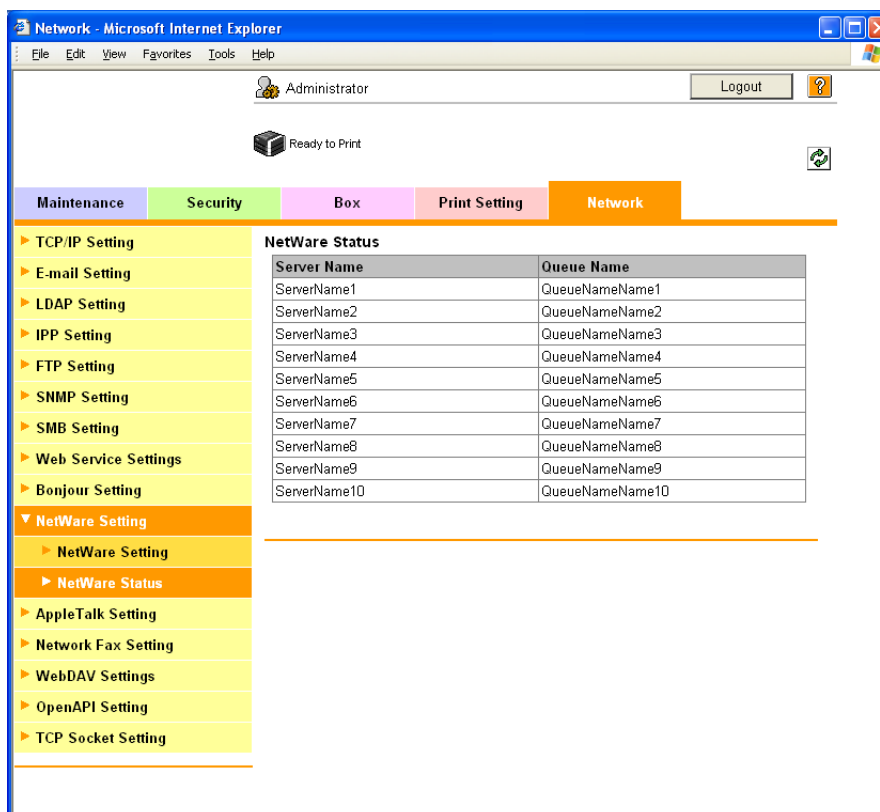 Network - Microsoft Internet Explorer
File Edit View Favorites Tools Help
Administrator
Logout
?
Ready to Print
Maintenance Security Box Print Setting Network
TCP/IP Setting
E-mail Setting
LDAP Setting
IPP Setting
FTP Setting
SNMP Setting
SMB Setting
Web Service Settings
Bonjour Setting
NetWare Setting
NetWare Setting
NetWare Status
AppleTalk Setting
Network Fax Setting
WebDAV Settings
OpenAPI Setting
TCP Socket Setting
NetWare Status
Server Name Queue Name
ServerName1 QueueNameName1
ServerName2 QueueNameName2
ServerName3 QueueNameName3
ServerName4 QueueNameName4
ServerName5 QueueNameName5
ServerName6 QueueNameName6
ServerName7 QueueNameName7
ServerName8 QueueNameName8
ServerName9 QueueNameName9
ServerName10 QueueNameName10